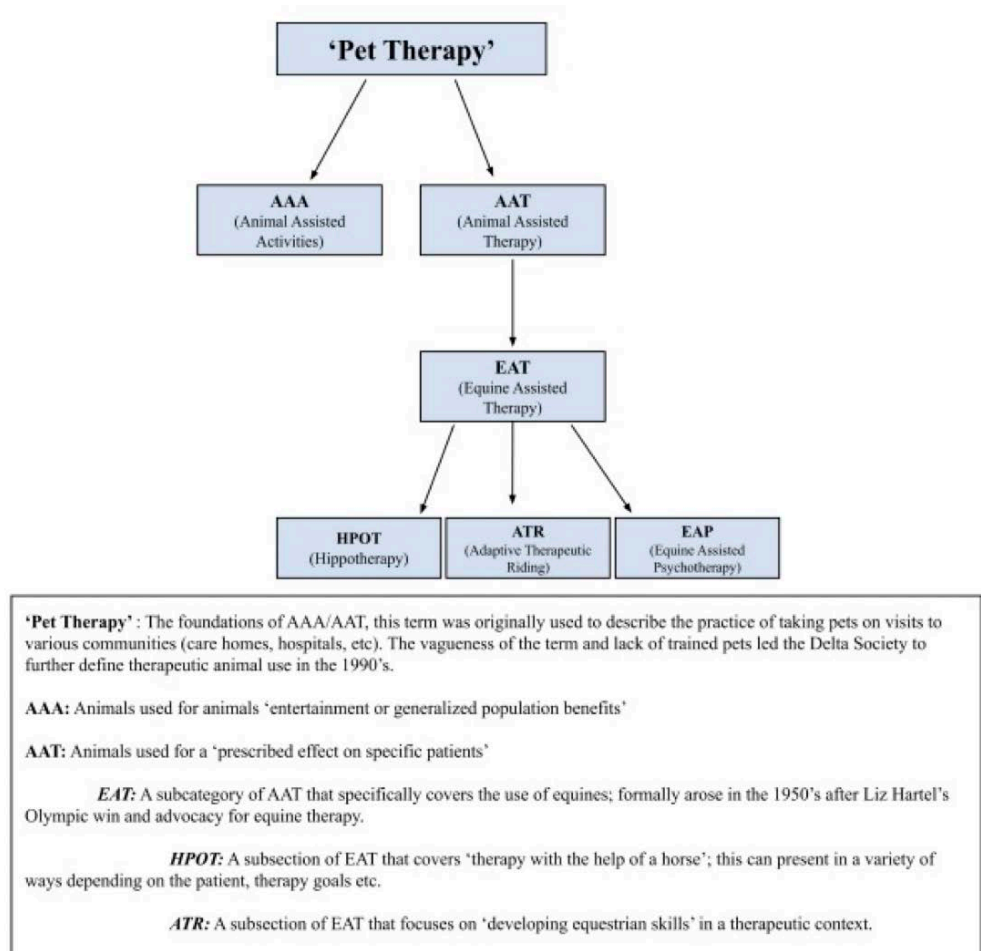 ‘Pet Therapy’
AAA
(Animal Assisted
Activities)
AAT
(Animal Assisted
Therapy)
EAT
(Equine Assisted
Therapy)
HPOT
(Hippotherapy)
ATR
(Adaptive Therapeutic
Riding)
EAP
(Equine Assisted
Psychotherapy)
‘Pet Therapy’ : The foundations of AAA/AAT, this term was originally used to describe the practice of taking pets on visits to
various communities (care homes, hospitals, etc). The vagueness of the term and lack of trained pets led the Delta Society to
further define therapeutic animal use in the 1990’s.
AAA: Animals used for animals ‘entertainment or generalized population benefits’
AAT: Animals used for a ‘prescribed effect on specific patients’
EAT: A subcategory of AAT that specifically covers the use of equines; formally arose in the 1950’s after Liz Hartel’s
Olympic win and advocacy for equine therapy.
HPOT: A subsection of EAT that covers ‘therapy with the help of a horse’; this can present in a variety of
ways depending on the patient, therapy goals etc.
ATR: A subsection of EAT that focuses on ‘developing equestrian skills’ in a therapeutic context.